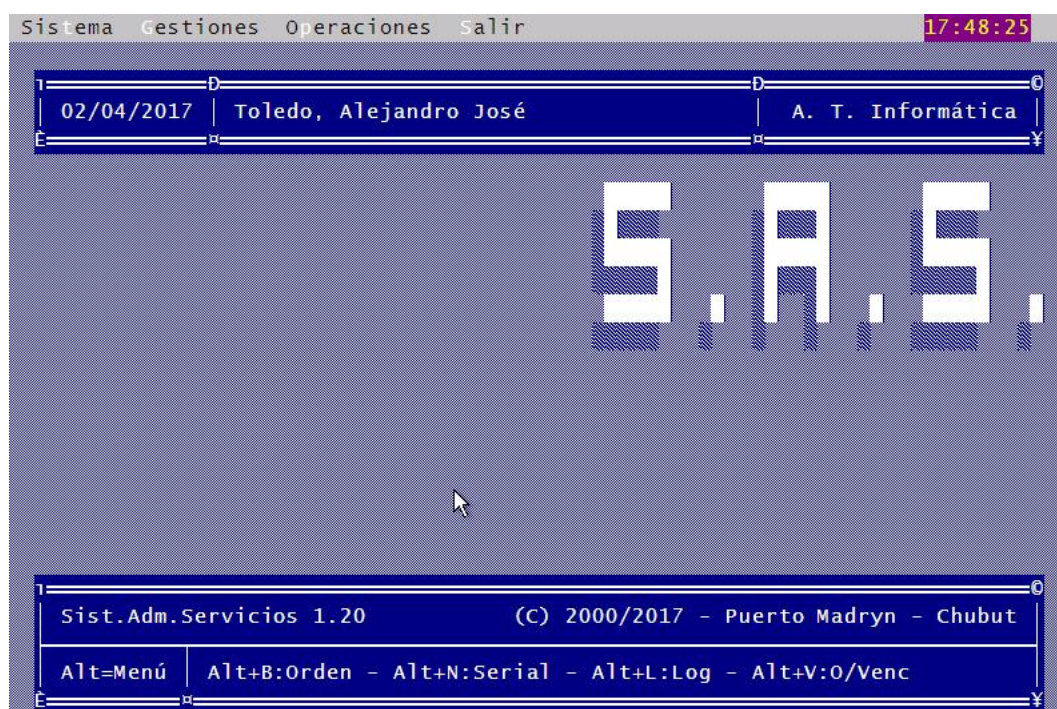 Sistema Gestiones Operaciones Salir 17:48:25
02/04/2017 Toledo, Alejandro José A. T. Informática
S.A.S.
Sist.Adm.Servicios 1.20 (C) 2000/2017 - Puerto Madryn - Chubut
Alt=Menú Alt+B:Orden - Alt+N:Serial - Alt+L:Log - Alt+V:O/Venc